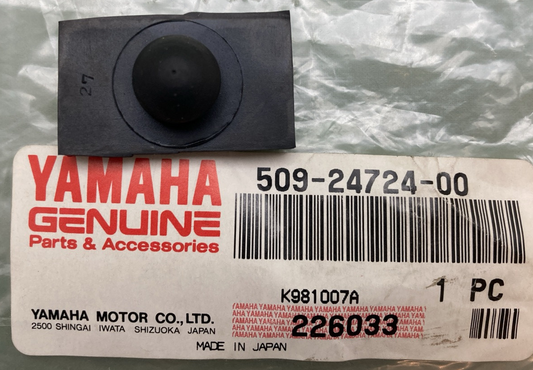 27
YAMAHA
GENUINE
Parts & Accessories
509-24724-00
K981007A
1 PC
YAMAHA MOTOR CO., LTD.
2500 SHINGAI IWATA SHIZUOKA JAPAN
226033
MADE IN JAPAN